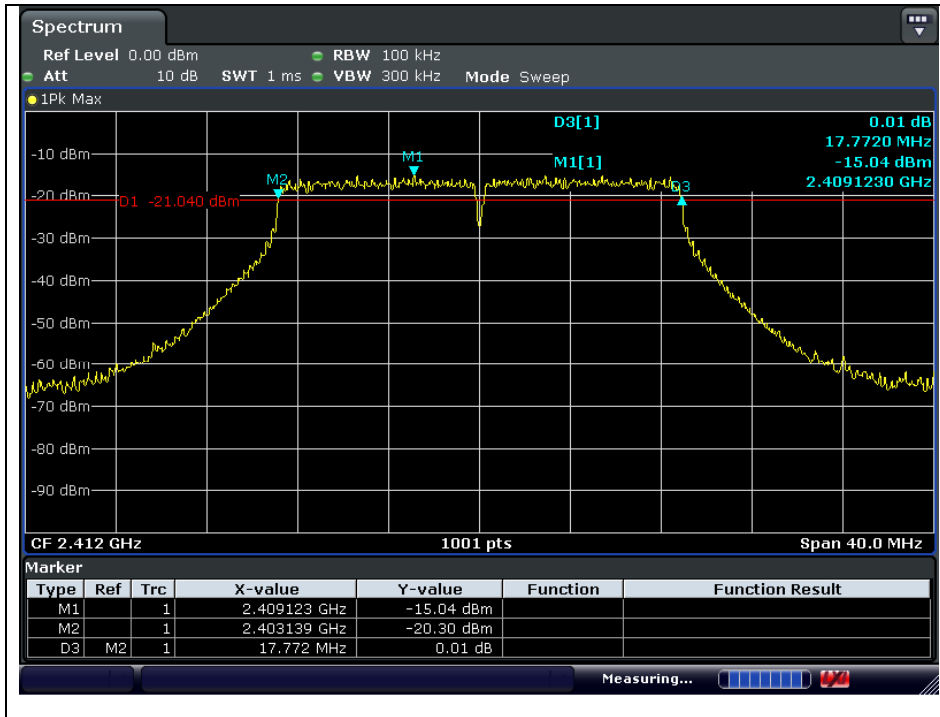 Spectrum
Ref Level 0.00 dBm RBW 100 kHz
Att 10 dB SWT 1 ms VBW 300 kHz Mode Sweep
1Pk Max
D3[1] 0.01 dB
17.7720 MHz
M1[1] -15.04 dBm
2.4091230 GHz
M1
M2
D3
D1 -21.040 dBm
-10 dBm
-20 dBm
-30 dBm
-40 dBm
-50 dBm
-60 dBm
-70 dBm
-80 dBm
-90 dBm
CF 2.412 GHz 1001 pts Span 40.0 MHz
Marker
Type Ref Trc X-value Y-value Function Function Result
M1 1 2.409123 GHz -15.04 dBm
M2 1 2.403139 GHz -20.30 dBm
D3 M2 1 17.772 MHz 0.01 dB
Measuring...